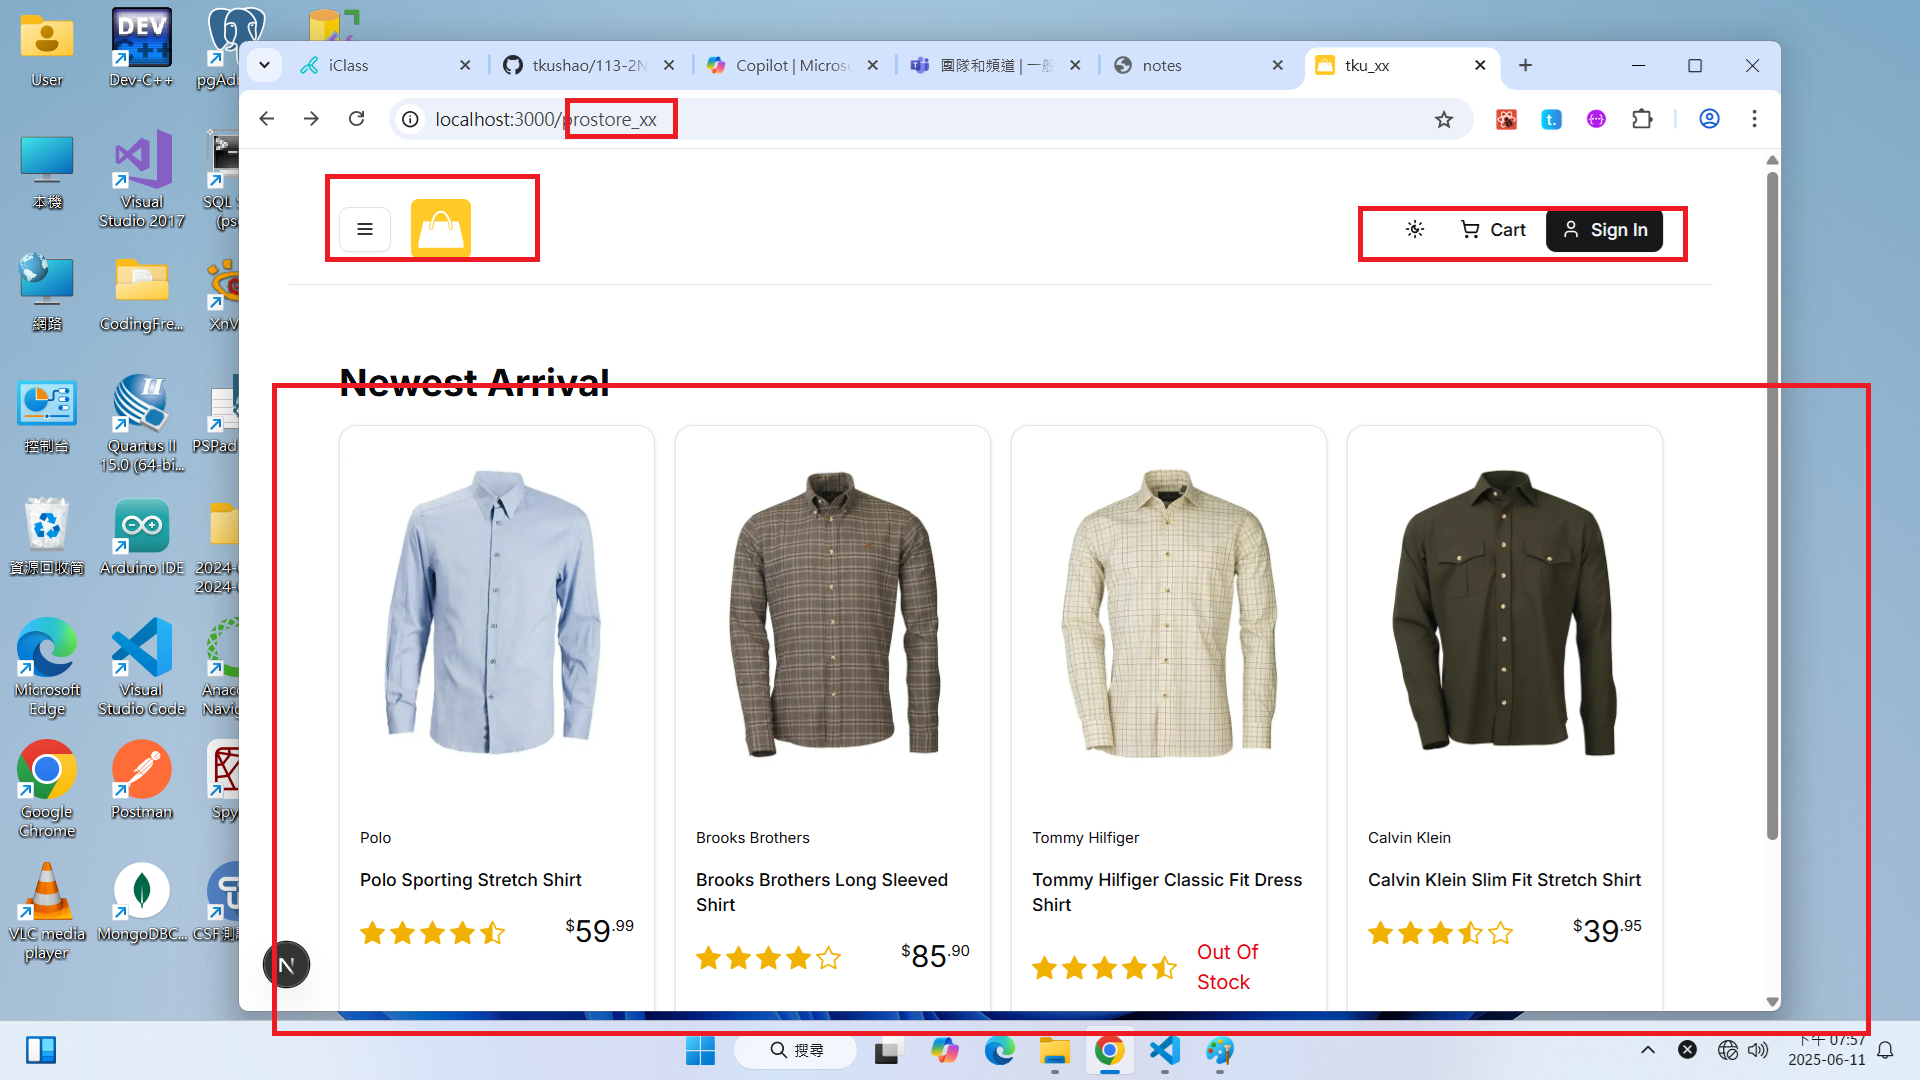 User
DEV C++
Dev-C++
pgAd
本機
Visual Studio 2017
SQL S
(ps
網路
CodingFre...
XnV
控制台
Quartus II 15.0 (64-bi...
PSPad
資源回收筒
Arduino IDE
2024-
2024-
Microsoft Edge
Visual Studio Code
Anac
Navig
Google Chrome
Postman
Spy
VLC media player
MongoDBC...
iClass
tkushao/113-2N
Copilot | Micros
團隊和頻道 | 一般
notes
tku_xx
localhost:3000/prostore_xx
Cart
Sign In
Newest Arrival
Polo
Polo Sporting Stretch Shirt
$59.99
Brooks Brothers
Brooks Brothers Long Sleeved
Shirt
$85.90
Tommy Hilfiger
Tommy Hilfiger Classic Fit Dress
Shirt
Out Of
Stock
Calvin Klein
Calvin Klein Slim Fit Stretch Shirt
$39.95
N
搜尋
下午 07:57
2025-06-11